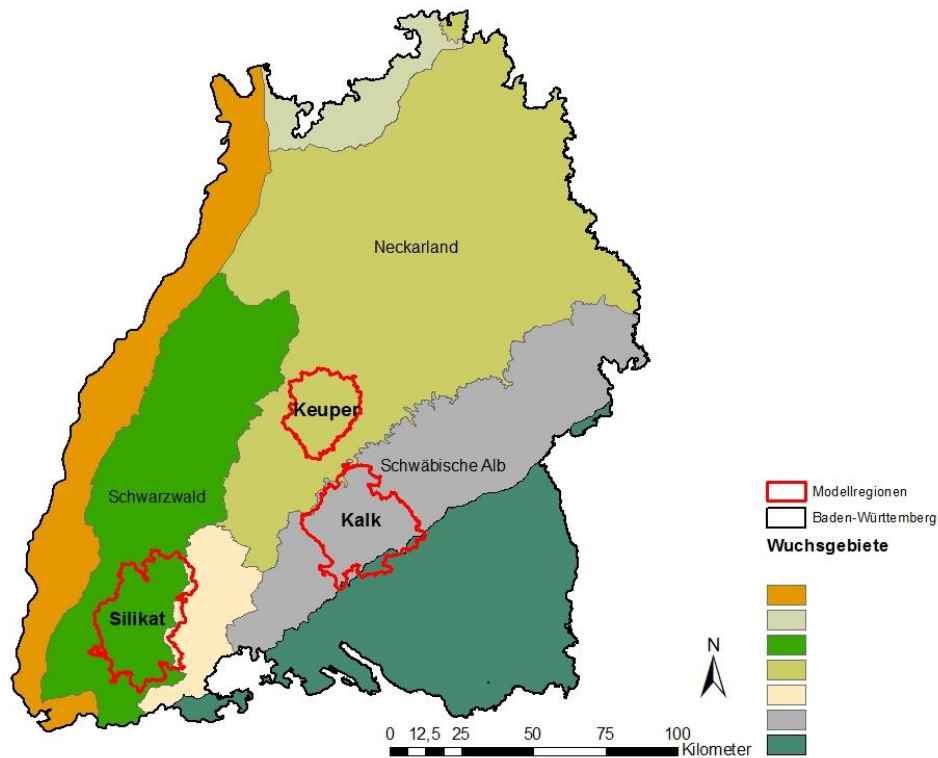 Neckarland
Keuper
Schwäbische Alb
Schwarzwald
Kalk
Silikat
Modellregionen
Baden-Württemberg
Wuchsgebiete
N
0 12,5 25 50 75 100
Kilometer